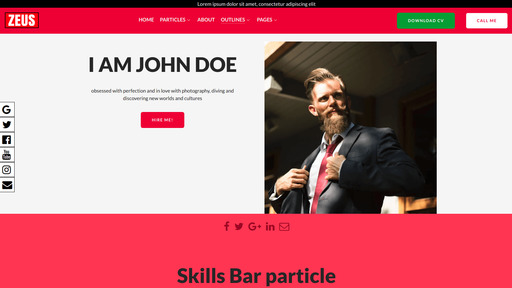 Lorem ipsum dolor sit amet, consectetur adipiscing elit
ZEUS
HOME PARTICLES ABOUT OUTLINES PAGES
DOWNLOAD CV
CALL ME
I AM JOHN DOE
obsessed with perfection and in love with photography, diving and
discovering new worlds and cultures
HIRE ME!
Skills Bar particle